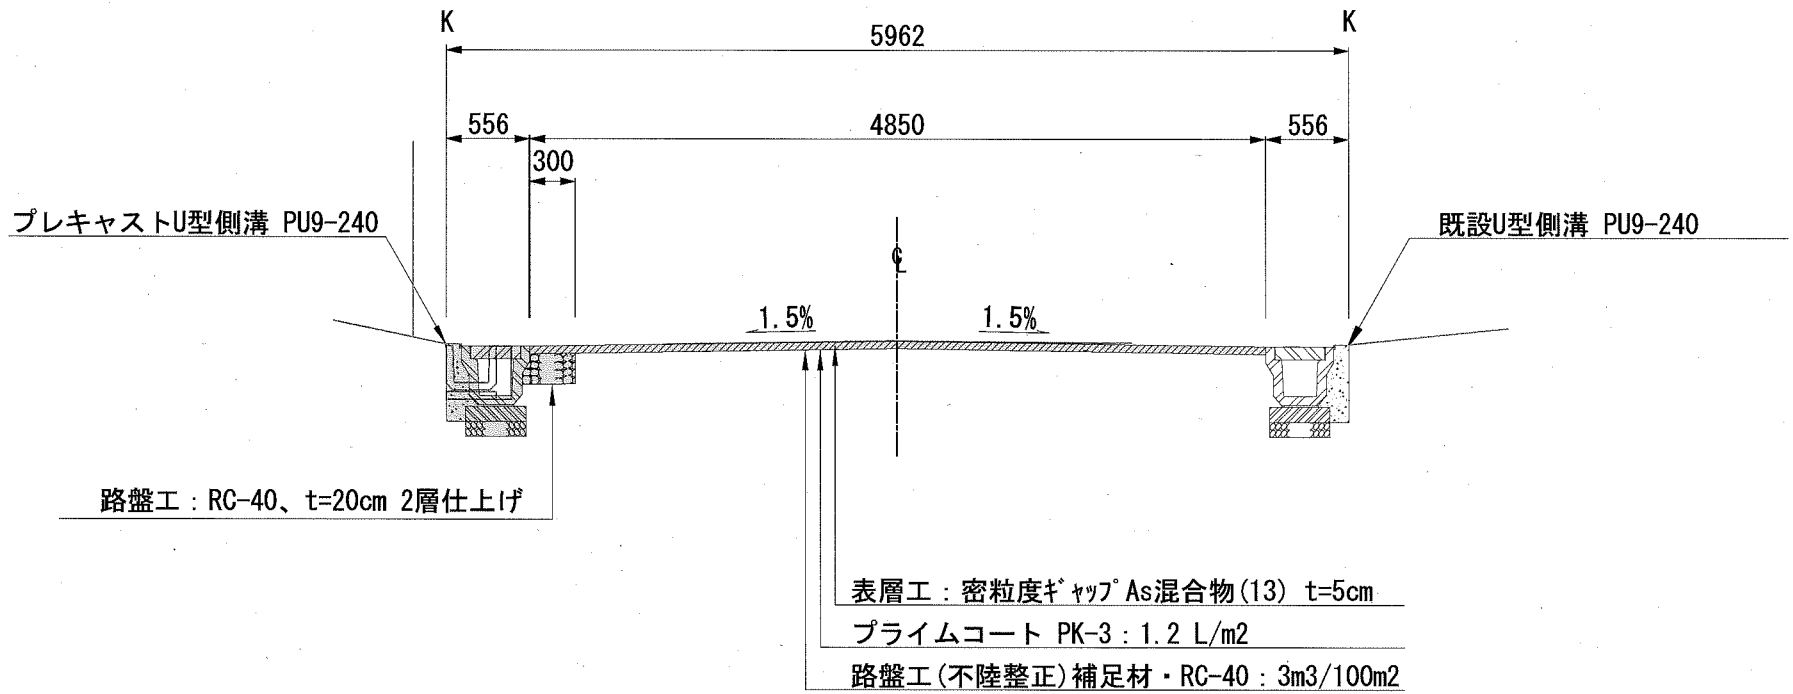 K
K
5962
556
4850
556
300
プレキャストU型側溝 PU9-240
既設U型側溝 PU9-240
℄
1.5%
1.5%
路盤工：RC-40、t=20cm 2層仕上げ
表層工：密粒度ｷﾞｬｯﾌﾟAs混合物(13) t=5cm
プライムコート PK-3：1.2 L/m2
路盤工(不陸整正)補足材・RC-40：3m3/100m2